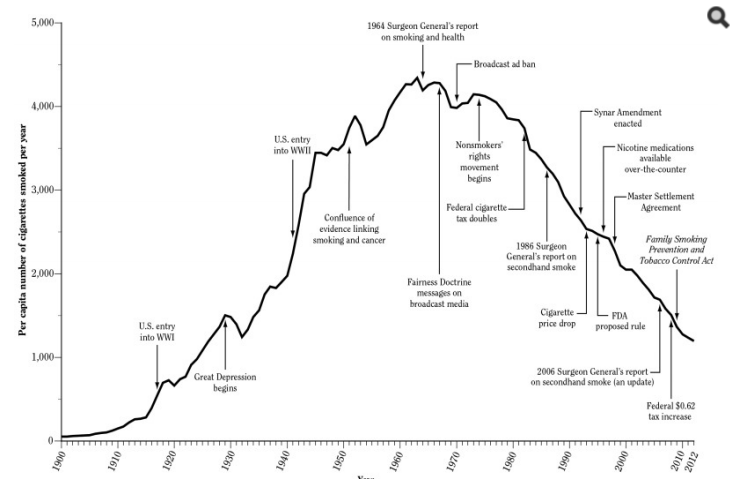 Per capita number of cigarettes smoked per year
5,000
4,000
3,000
2,000
1,000
0
1900
1910
1920
1930
1940
1950
1960
1970
1980
1990
2000
2010
2012
U.S. entry
into WWI
Great Depression
begins
U.S. entry
into WWII
Confluence of
evidence linking
smoking and cancer
1964 Surgeon General's report
on smoking and health
Fairness Doctrine
messages on
broadcast media
Broadcast ad ban
Nonsmokers'
rights
movement
begins
Federal cigarette
tax doubles
1986 Surgeon
General's report on
secondhand smoke
Synar Amendment
enacted
Cigarette
price drop
FDA
proposed rule
Nicotine medications
available
over-the-counter
Master Settlement
Agreement
2006 Surgeon General's report
on secondhand smoke (an update)
Federal $0.62
tax increase
Family Smoking
Prevention and
Tobacco Control Act